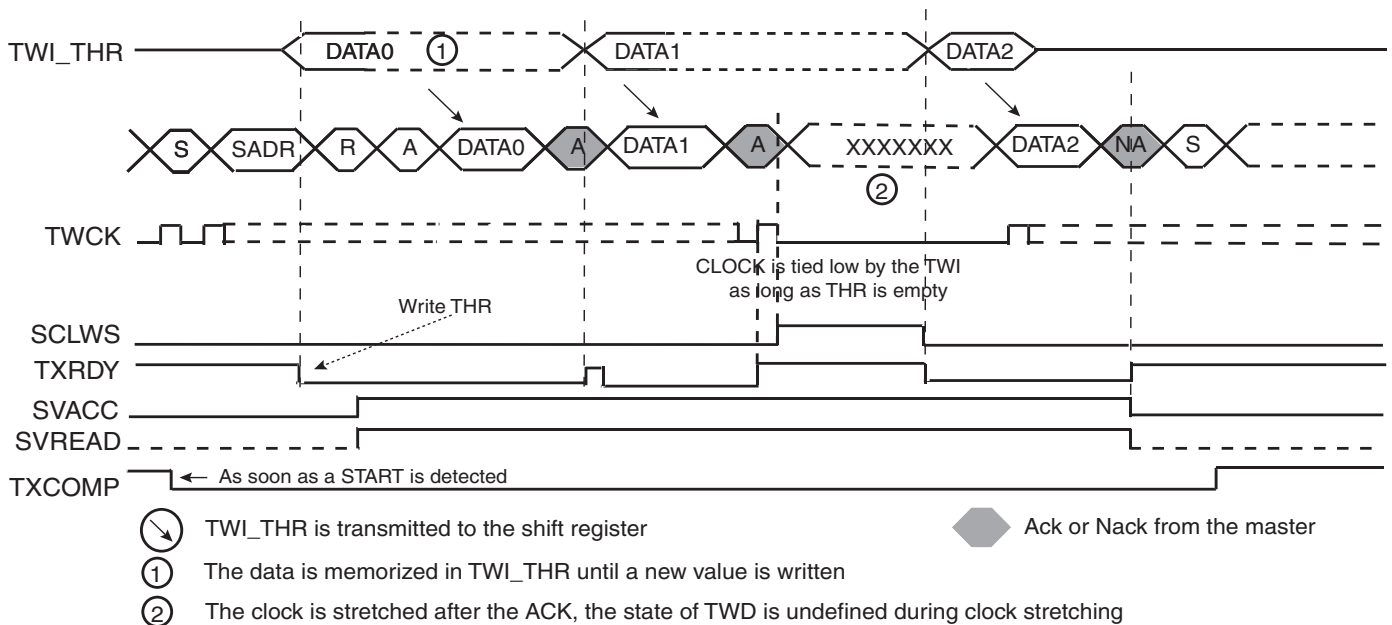 TWI_THR DATA0 1 DATA1 DATA2
S SADR R A DATA0 A DATA1 A XXXXXXX DATA2 NA S
2
TWCK
CLOCK is tied low by the TWI
as long as THR is empty
Write THR
SCLWS
TXRDY
SVACC
SVREAD
TXCOMP As soon as a START is detected
TWI_THR is transmitted to the shift register Ack or Nack from the master
1 The data is memorized in TWI_THR until a new value is written
2 The clock is stretched after the ACK, the state of TWD is undefined during clock stretching